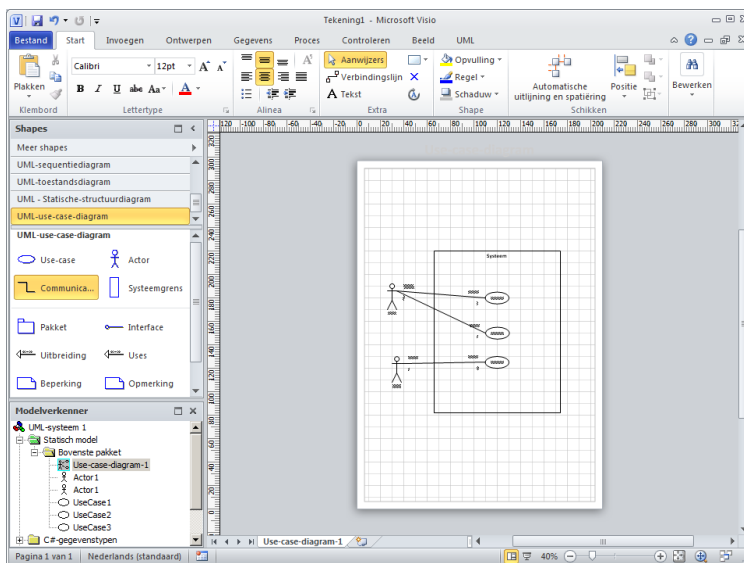 Tekening1 - Microsoft Visio
Bestand Start Invoegen Ontwerpen Gegevens Proces Controleren Beeld UML
Plakken
Klembord
Calibri 12pt
B I U abc Aa A
Lettertype
Alinea
Aanwijzers
Verbindingslijn
A Tekst
Extra
Opvulling
Regel
Schaduw
Shape
Automatische uitlijning en spatiëring
Positie
Schikken
Bewerken
Shapes
Meer shapes
UML-sequentiediagram
UML-toestandsdiagram
UML - Statische-structuurdiagram
UML-use-case-diagram
UML-use-case-diagram
Use-case Actor
Communica... Systeemgrens
Pakket Interface
Uitbreiding Uses
Beperking Opmerking
Modelverkenner
UML-systeem 1
Statisch model
Bovenste pakket
Use-case-diagram-1
Actor1
Actor1
UseCase1
UseCase2
UseCase3
C#-gegevenstypen
Systeem
Use-case-diagram-1
Pagina 1 van 1 Nederlands (standaard) 40%